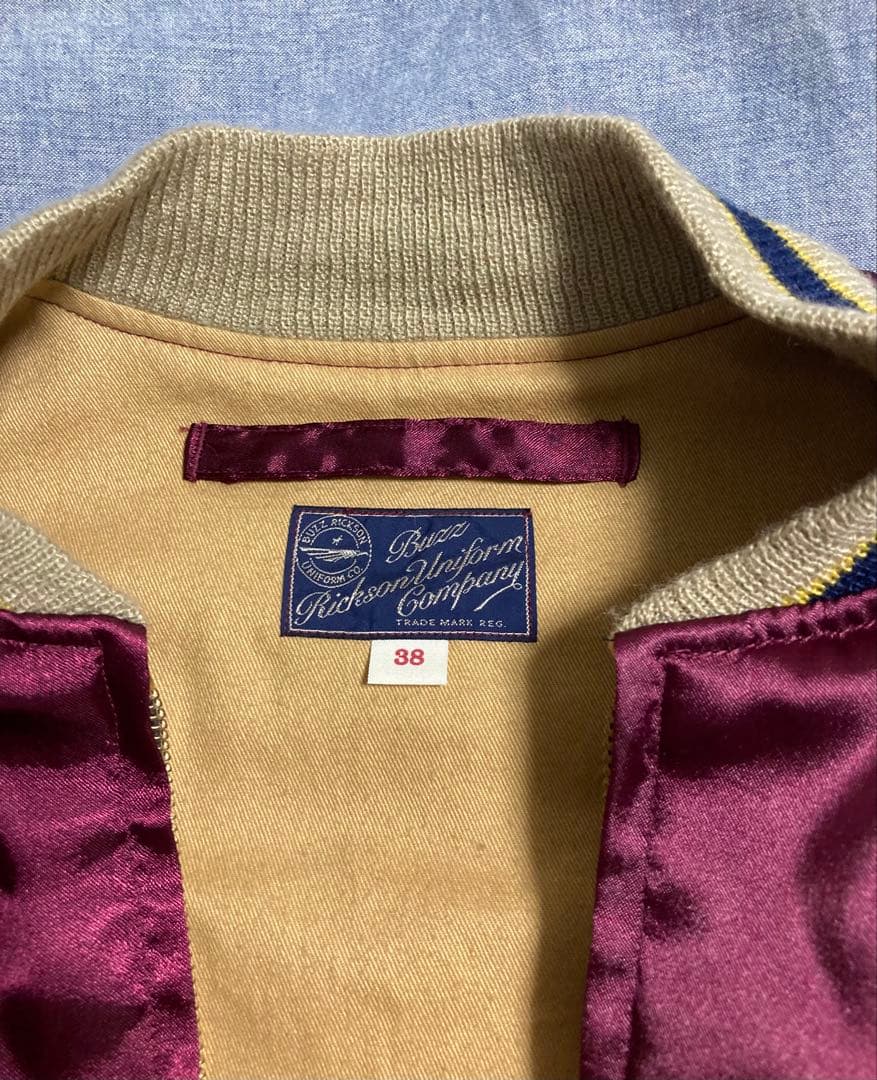 BUZZ RICKSON
UNIFORM CO.
Buzz
Rickson Uniform
Company
TRADE MARK REG.
38